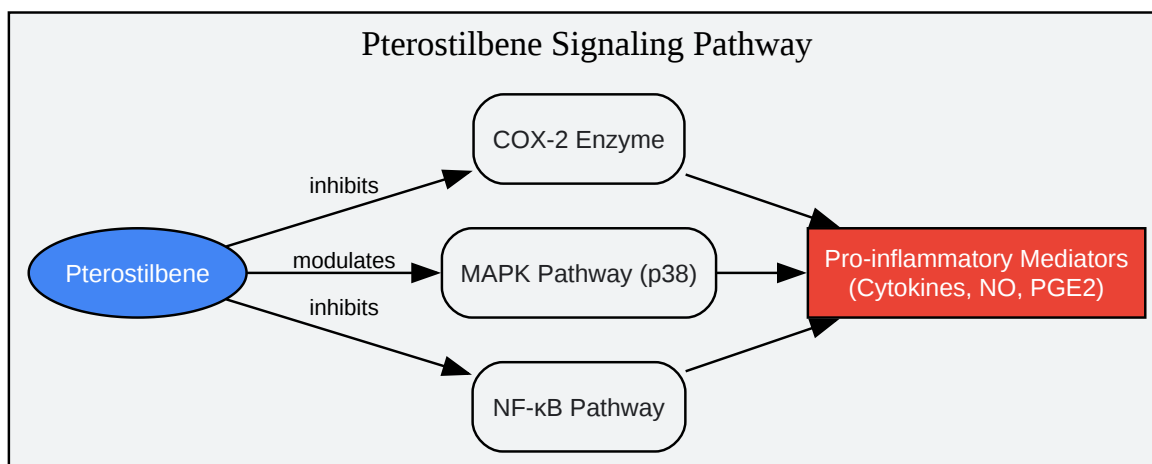 Pterostilbene Signaling Pathway
COX-2 Enzyme
inhibits
Pterostilbene
modulates
MAPK Pathway (p38)
Pro-inflammatory Mediators
(Cytokines, NO, PGE2)
inhibits
NF-κB Pathway